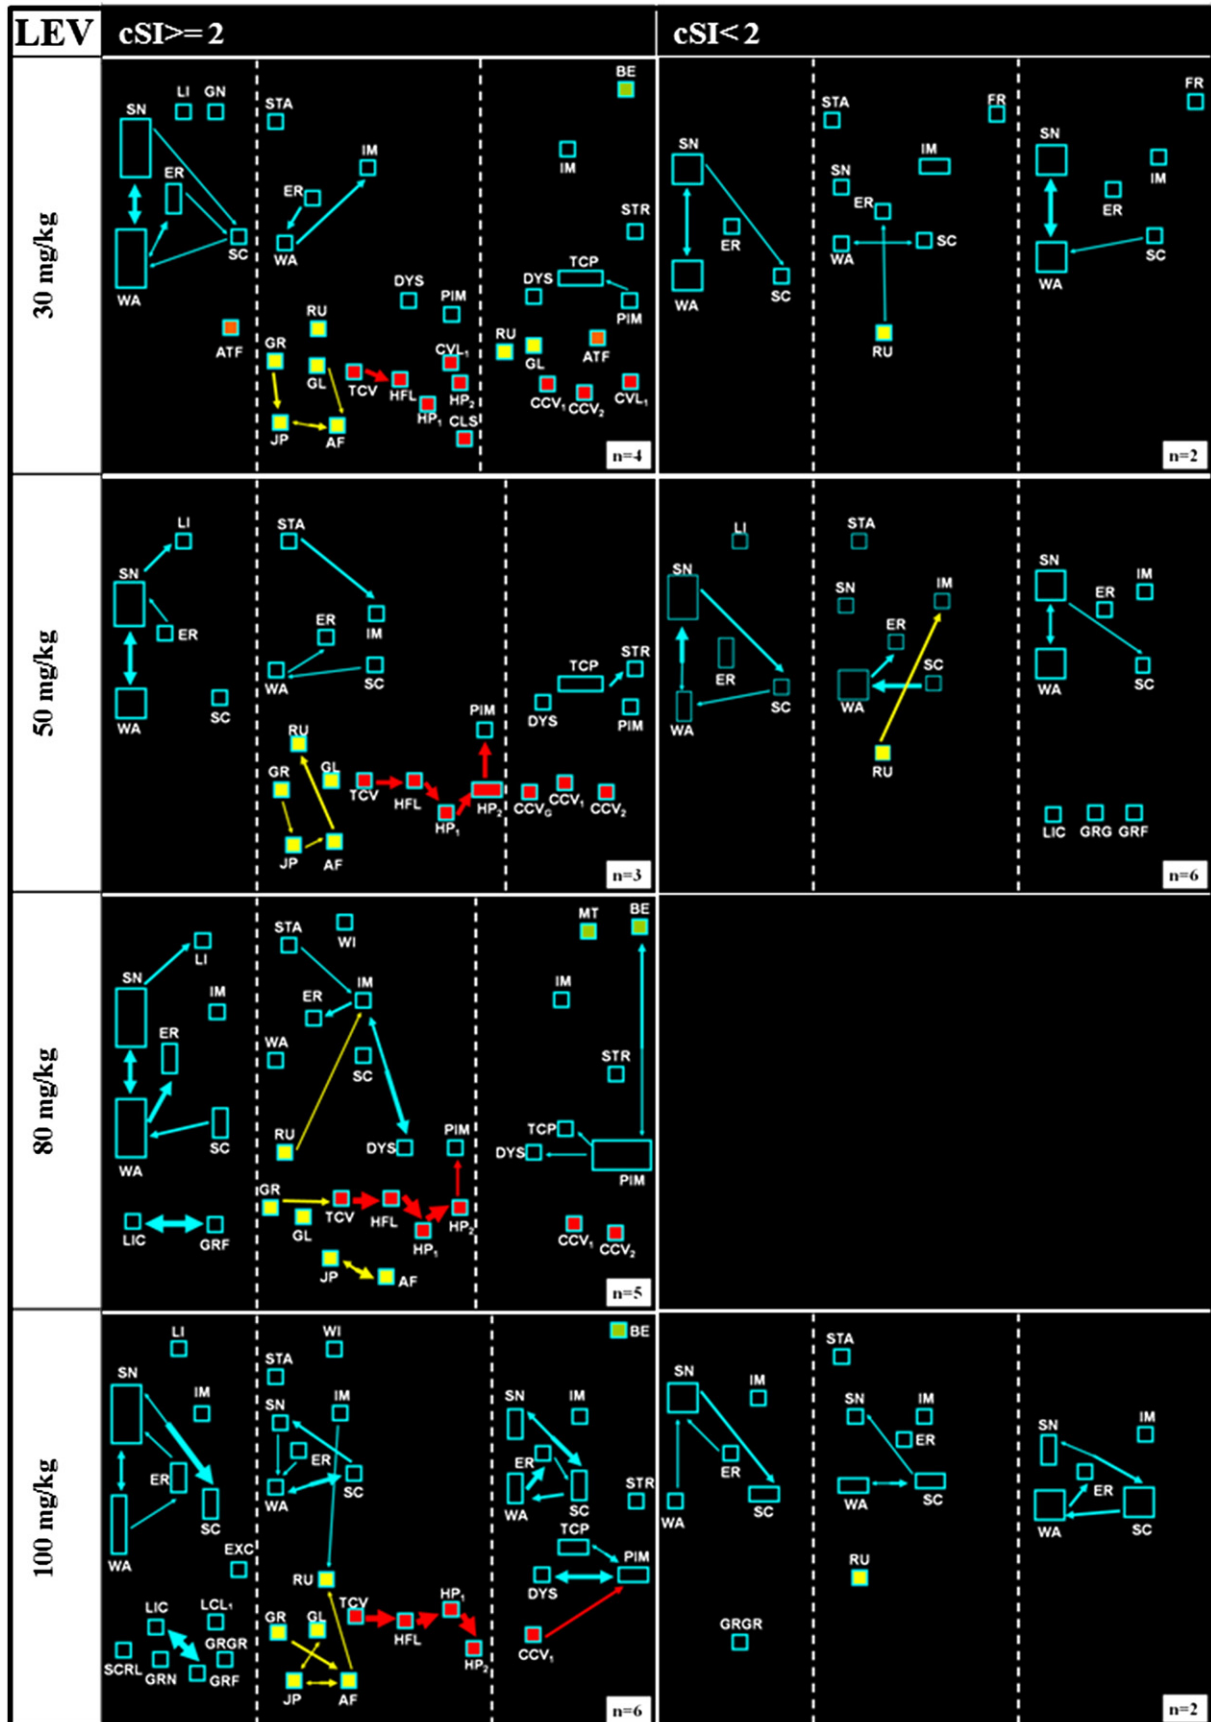 LEV cSI>= 2 cSI< 2
30 mg/kg
SN LI GN
ER
SC
WA
ATF
STA
IM
ER
WA
DYS PIM
RU
GR GL TCV HFL CVL₁
HP₁ HP₂
JP AF CLS
BE
IM
STR
DYS TCP
PIM
RU GL ATF
CCV₁ CCV₂ CVL₁
n=4
SN
ER
WA SC
STA FR
IM
SN
ER
WA SC
RU
FR
SN
IM
ER
WA SC
n=2
50 mg/kg
LI
SN
ER
WA SC
STA
ER IM
WA SC
RU PIM
GR GL TCV HFL
HP₁ HP₂
JP AF
TCP STR
DYS PIM
CCV_G CCV₁ CCV₂
n=3
LI
SN
ER
WA SC
STA
SN IM
ER
WA SC
RU
SN
ER IM
WA SC
LIC GRG GRF
n=6
80 mg/kg
LI
SN IM
ER
WA SC
LIC GRF
STA WI
ER IM
WA SC
RU DYS PIM
GR GL TCV HFL
HP₁ HP₂
JP AF
MT BE
IM
STR
TCP
DYS PIM
CCV₁ CCV₂
n=5
100 mg/kg
LI
SN IM
ER
SC
WA EXC
LIC LCL₁
SCRL GRN GRF GRGR
STA WI
SN IM
ER
WA SC
RU
GR GL TCV HFL HP₁
HP₂
JP AF
BE
SN IM
ER
WA SC STR
TCP PIM
DYS
CCV₁
n=6
SN IM
ER
WA SC
GRGR
STA
SN IM
ER
WA SC
RU
SN IM
ER
WA SC
n=2